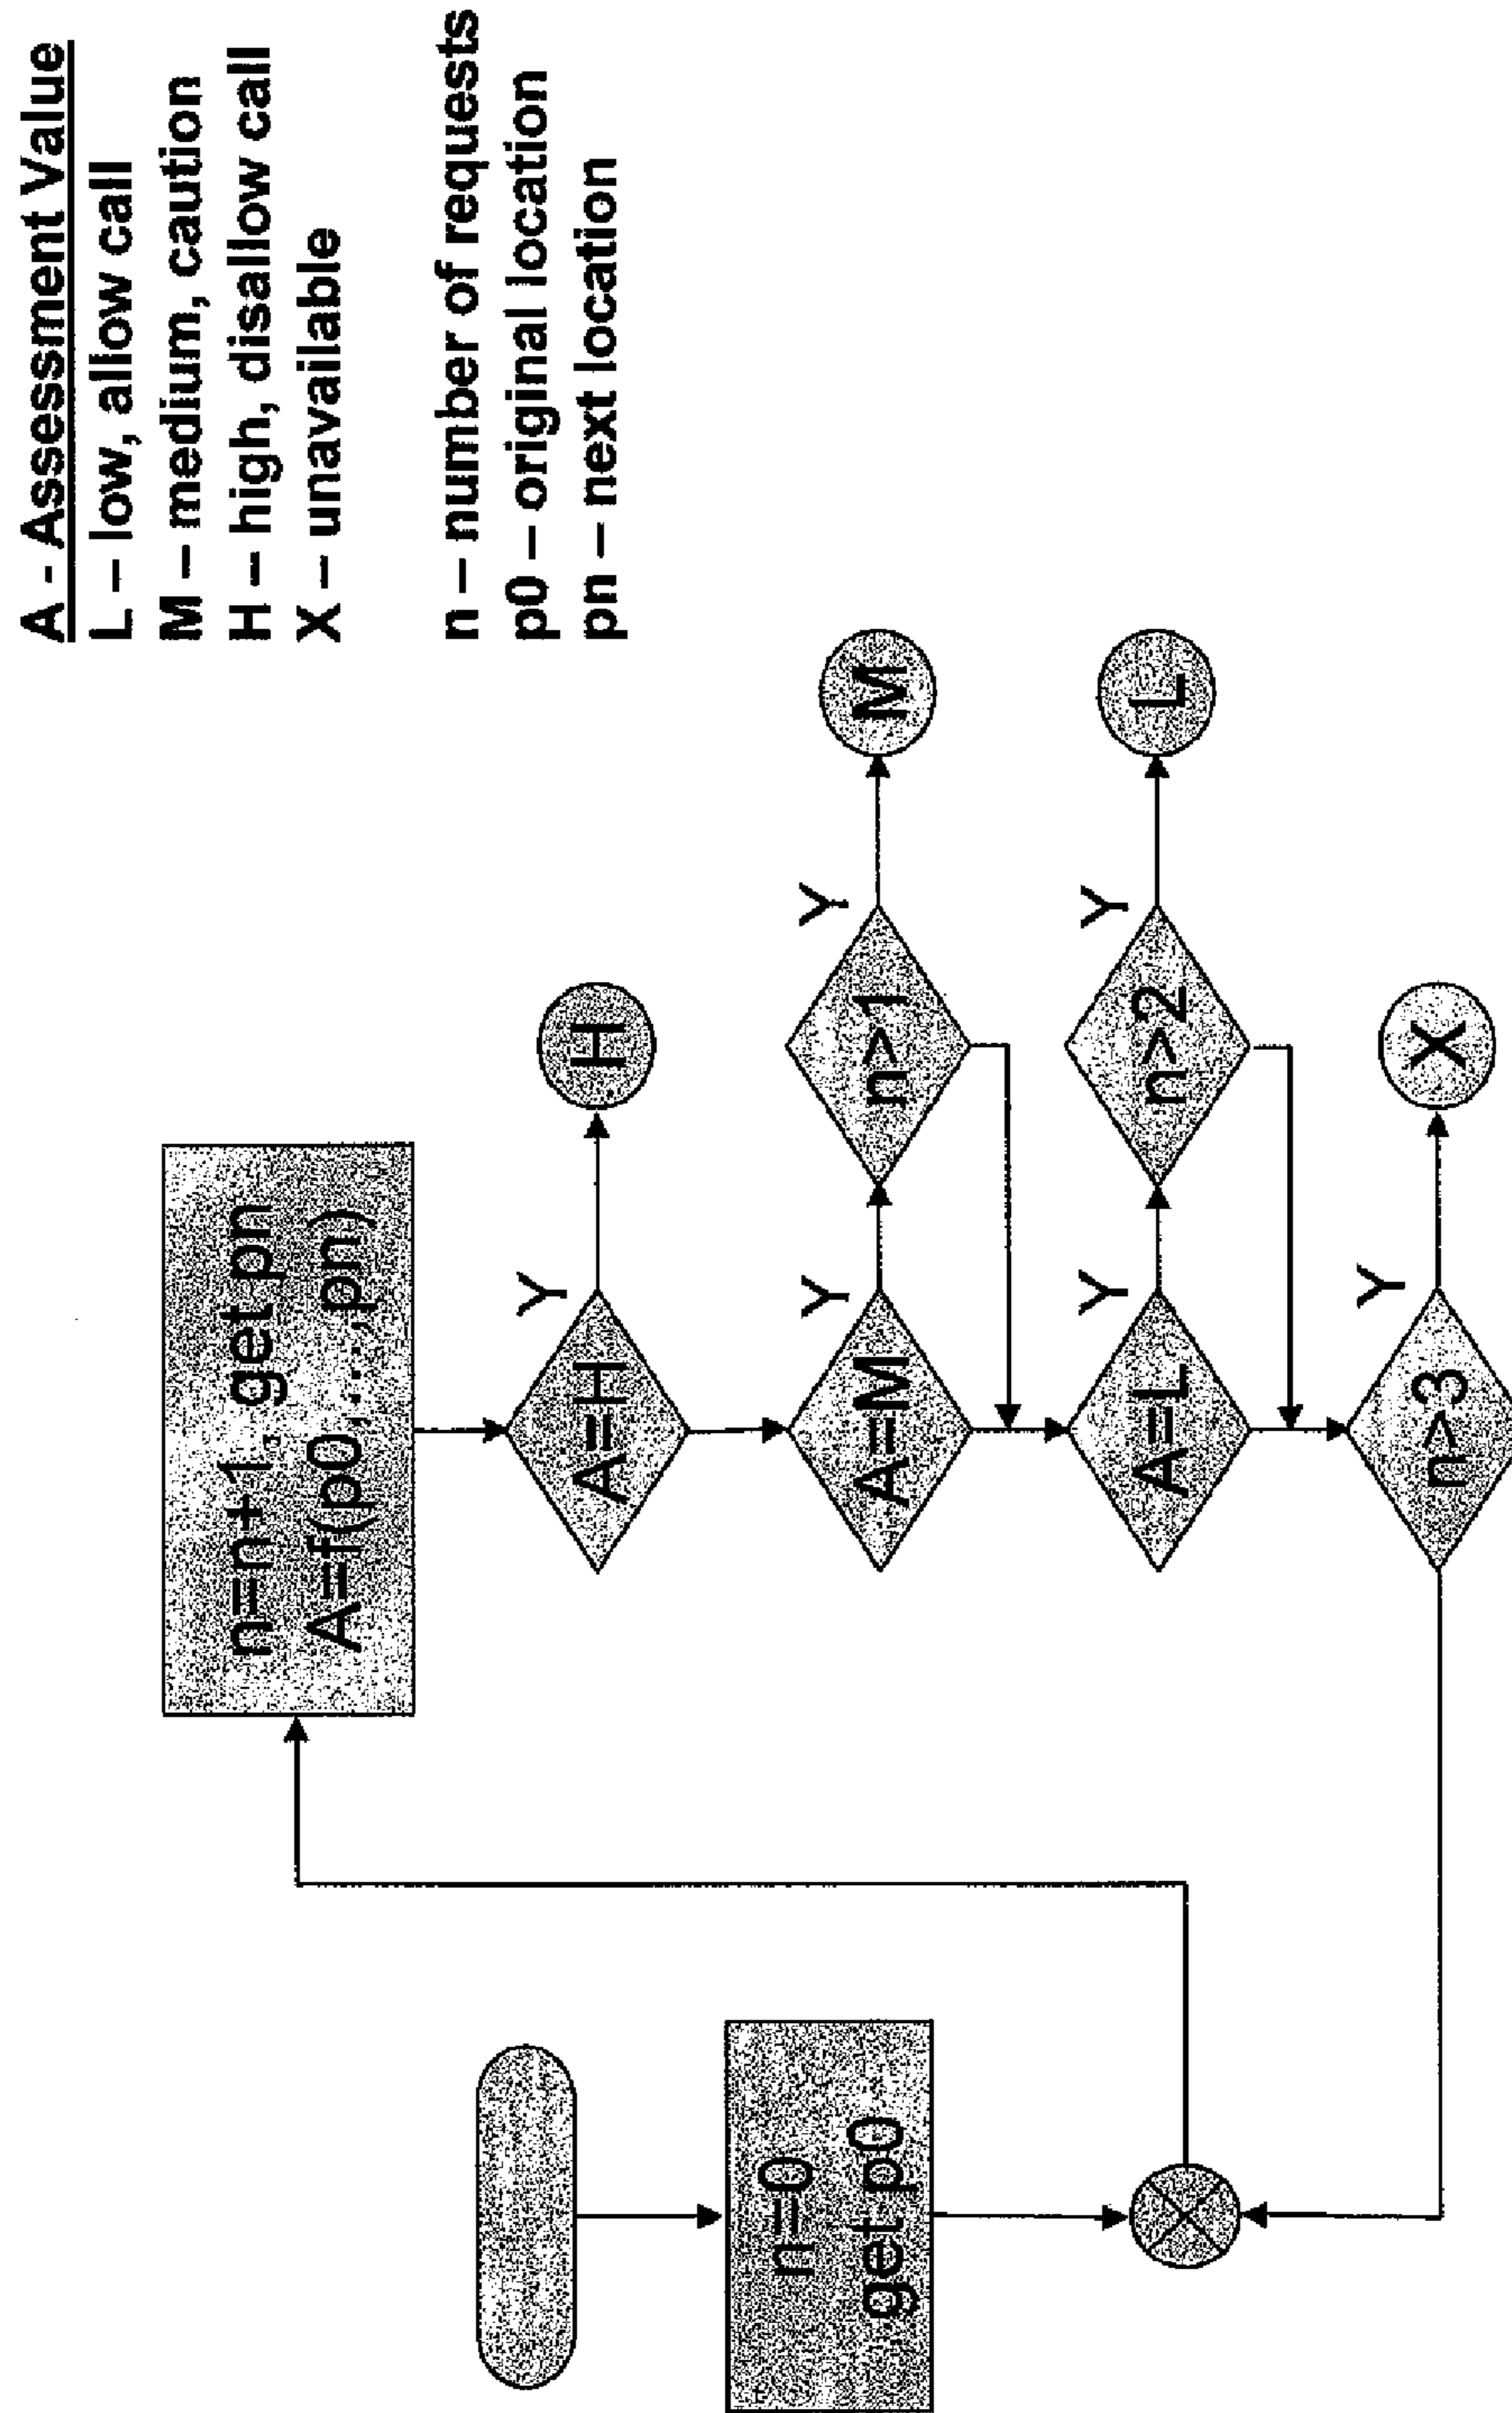 A - Assessment Value
L – low, allow call
M – medium, caution
H – high, disallow call
X – unavailable
n – number of requests
p0 – original location
pn – next location
n=0
get p0
n=n+1, get pn
A=f(p0,...,pn)
A=H
Y
H
A=M
Y
n>1
Y
M
A=L
Y
n>2
Y
L
n>3
Y
X